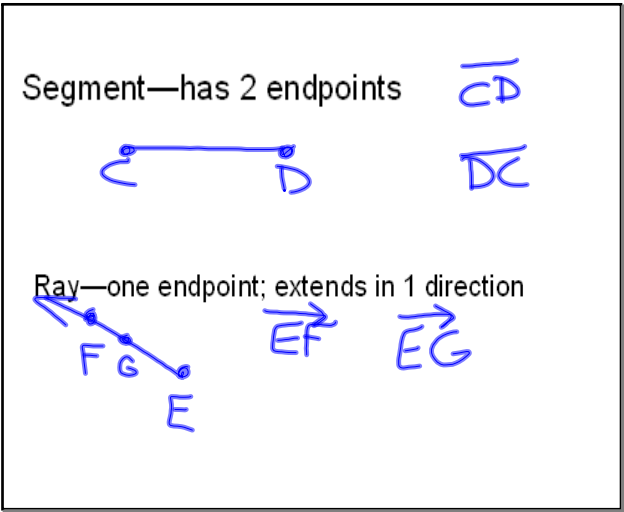 Segment—has 2 endpoints CD
C D DC
Ray—one endpoint; extends in 1 direction
F G EF EG
E